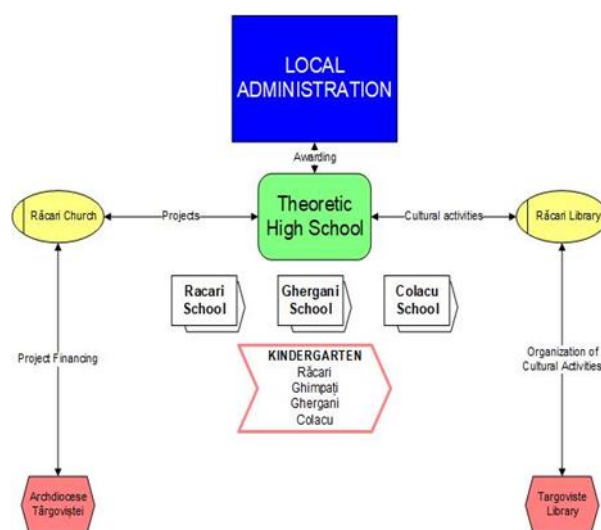 LOCAL
ADMINISTRATION
Awarding
Theoretic
High School
Răcari Church
Projects
Cultural activities
Răcari Library
Racari
School
Ghergani
School
Colacu
School
Project Financing
Organization of
Cultural Activities
KINDERGARTEN
Răcari
Ghimpați
Ghergani
Colacu
Archdiocese
Târgoviștei
Targoviste
Library